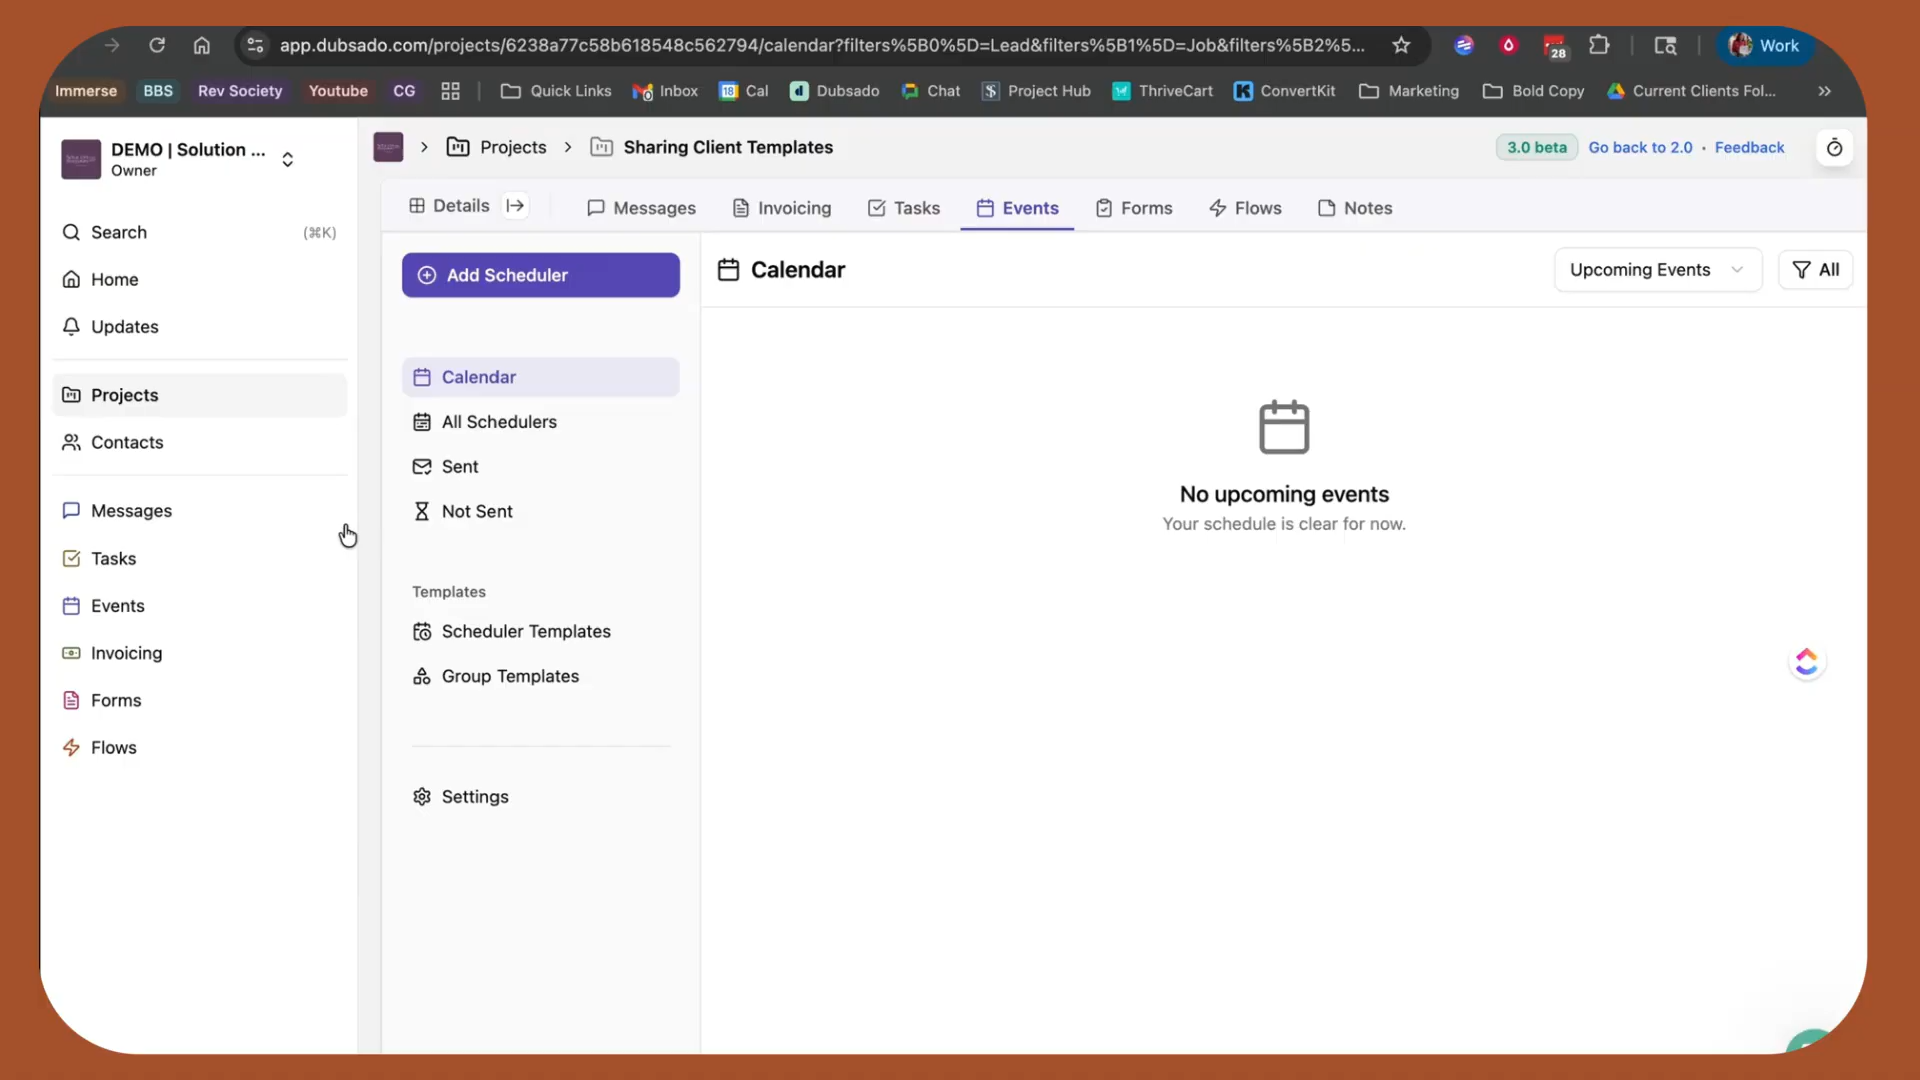 app.dubsado.com/projects/6238a77c58b618548c562794/calendar?filters%5B0%5D=Lead&filters%5B1%5D=Job&filters%5B2%5...
28
Work
Immerse
BBS
Rev Society
Youtube
CG
Quick Links
Inbox
18
Cal
d
Dubsado
Chat
Project Hub
ThriveCart
ConvertKit
Marketing
Bold Copy
Current Clients Fol...
DEMO | Solution ...
Owner
Projects
Sharing Client Templates
3.0 beta
Go back to 2.0 · Feedback
Details
Messages
Invoicing
Tasks
Events
Forms
Flows
Notes
Search
(⌘K)
Home
Updates
Projects
Contacts
Messages
Tasks
Events
Invoicing
Forms
Flows
Add Scheduler
Calendar
All Schedulers
Sent
Not Sent
Templates
Scheduler Templates
Group Templates
Settings
Calendar
Upcoming Events
All
No upcoming events
Your schedule is clear for now.